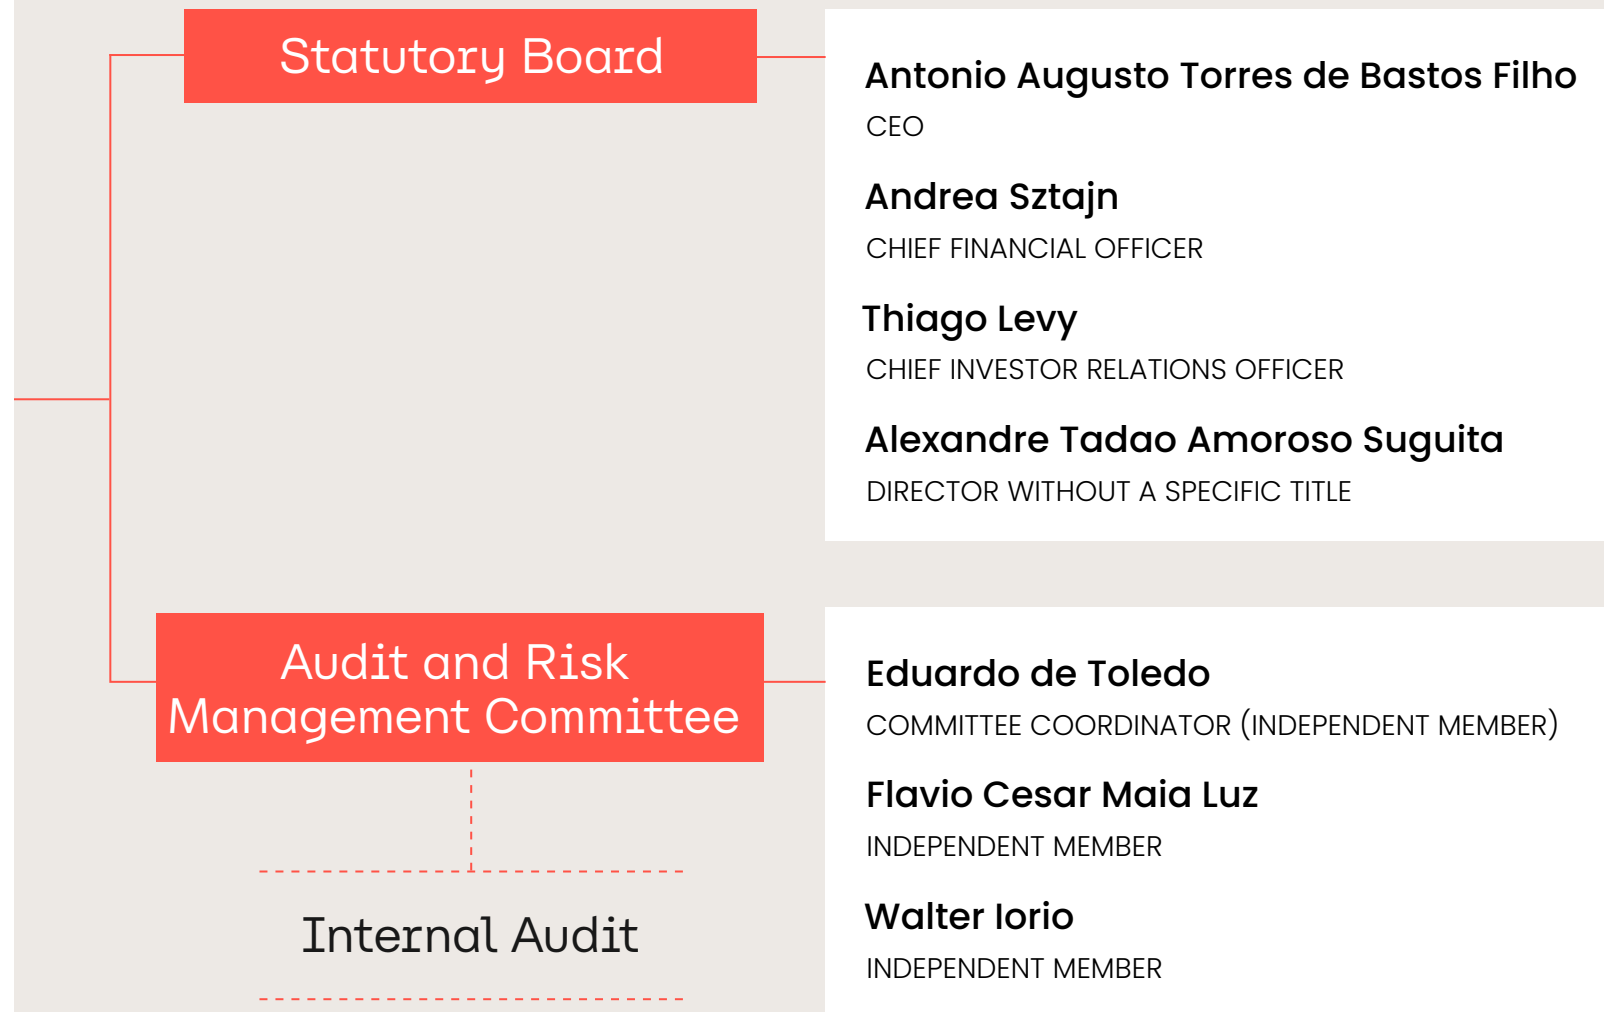 Statutory Board
Antonio Augusto Torres de Bastos Filho
CEO
Andrea Sztajn
CHIEF FINANCIAL OFFICER
Thiago Levy
CHIEF INVESTOR RELATIONS OFFICER
Alexandre Tadao Amoroso Suguita
DIRECTOR WITHOUT A SPECIFIC TITLE
Audit and Risk
Management Committee
Eduardo de Toledo
COMMITTEE COORDINATOR (INDEPENDENT MEMBER)
Flavio Cesar Maia Luz
INDEPENDENT MEMBER
Walter Iorio
INDEPENDENT MEMBER
Internal Audit